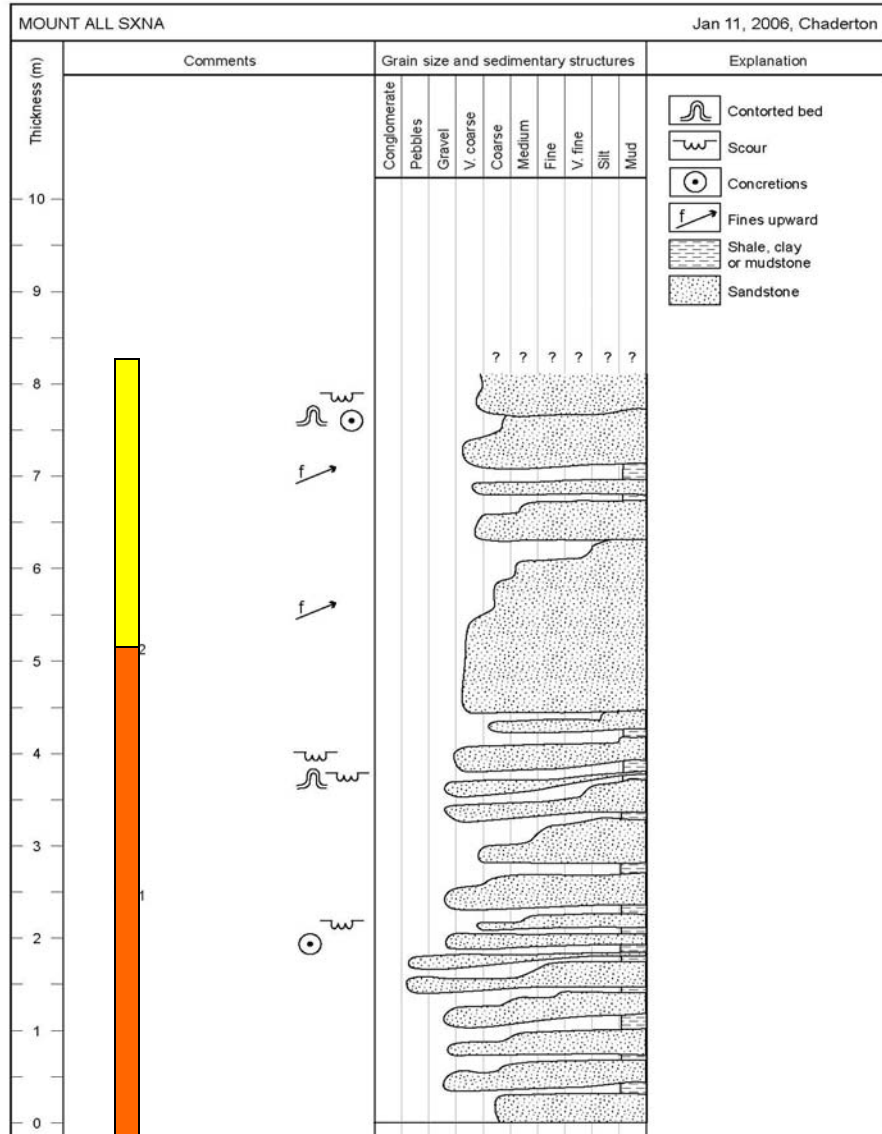 MOUNT ALL SXNA Jan 11, 2006, Chaderton
Thickness (m) Comments Grain size and sedimentary structures Explanation
Conglomerate Pebbles Gravel V. coarse Coarse Medium Fine V. fine Silt Mud
Contorted bed
Scour
Concretions
f Fines upward
Shale, clay
or mudstone
Sandstone
10
9
? ? ? ? ? ?
8
7 f
6
f
5 2
4
3
1
2
1
0